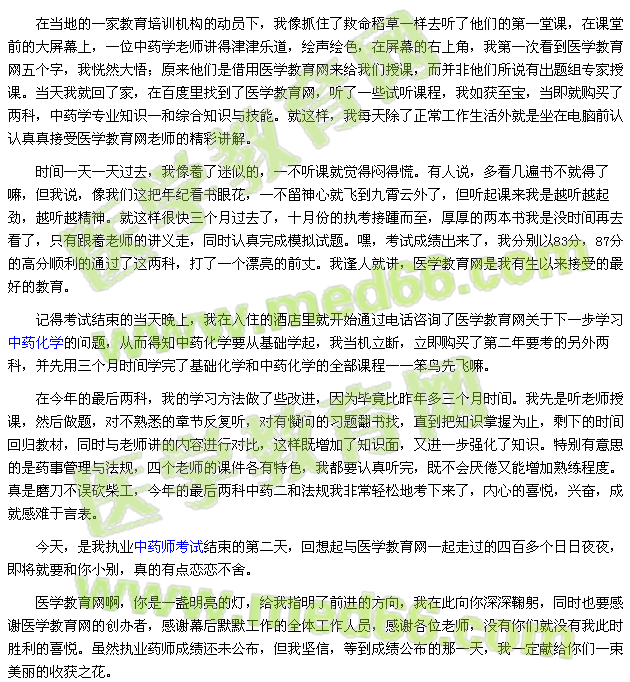 在当地的一家教育培训机构的动员下，我像抓住了救命稻草一样去听了他们的第一堂课，在课堂
前的大屏幕上，一位中药学老师讲得津津乐道，绘声绘色，在屏幕的右上角，我第一次看到医学教育
网五个字，我恍然大悟；原来他们是借用医学教育网来给我们授课，而并非他们所说有出题组专家授
课。当天我就回了家，在百度里找到了医学教育网，听了一些试听课程，我如获至宝，当即就购买了
两科，中药学专业知识一和综合知识与技能。就这样，我每天除了正常工作生活外就是坐在电脑前认
认真真接受医学教育网老师的精彩讲解。
时间一天一天过去，我像着了迷似的，一不听课就觉得闷得慌。有人说，多看几遍书不就得了
嘛，但我说，像我们这把年纪看书眼花，一不留神心就飞到九霄云外了，但听起课来我是越听越起
劲，越听越精神。就这样很快三个月过去了，十月份的执考接踵而至，厚厚的两本书我是没时间再去
看了，只有跟着老师的讲义走，同时认真完成模拟试题。嘿，考试成绩出来了，我分别以83分，87分
的高分顺利的通过了这两科，打了一个漂亮的前丈。我逢人就讲，医学教育网是我有生以来接受的最
好的教育。
记得考试结束的当天晚上，我在入住的酒店里就开始通过电话咨询了医学教育网关于下一步学习
中药化学的问题，从而得知中药化学要从基础学起，我当机立断，立即购买了第二年要考的另外两
科，并先用三个月时间学完了基础化学和中药化学的全部课程——笨鸟先飞嘛。
在今年的最后两科，我的学习方法做了些改进，因为毕竟比昨年多三个月时间。我先是听老师授
课，然后做题，对不熟悉的章节反复听，对有疑问的习题翻书找，直到把知识掌握为止，剩下的时间
回归教材，同时与老师讲的内容进行对比，这样既增加了知识面，又进一步强化了知识。特别有意思
的是药事管理与法规，四个老师的课件各有特色，我都要认真听完，既不会厌倦又能增加熟练程度。
真是磨刀不误砍柴工，今年的最后两科中药二和法规我非常轻松地考下来了，内心的喜悦，兴奋，成
就感难于言表。
今天，是我执业中药师考试结束的第二天，回想起与医学教育网一起走过的四百多个日日夜夜，
即将就要和你小别，真的有点恋恋不舍。
医学教育网啊，你是一盏明亮的灯，给我指明了前进的方向，我在此向你深深鞠躬，同时也要感
谢医学教育网的创办者，感谢幕后默默工作的全体工作人员，感谢各位老师，没有你们就没有我此时
胜利的喜悦。虽然执业药师成绩还未公布，但我坚信，等到成绩公布的那一天，我一定献给你们一束
美丽的收获之花。
医学教育网
www.med66.com
医学教育网
www.med66.com